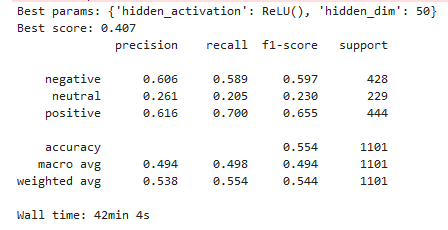 Best params: {'hidden_activation': ReLU(), 'hidden_dim': 50}
Best score: 0.407
precision recall f1-score support
negative 0.606 0.589 0.597 428
neutral 0.261 0.205 0.230 229
positive 0.616 0.700 0.655 444
accuracy 0.554 1101
macro avg 0.494 0.498 0.494 1101
weighted avg 0.538 0.554 0.544 1101
Wall time: 42min 4s